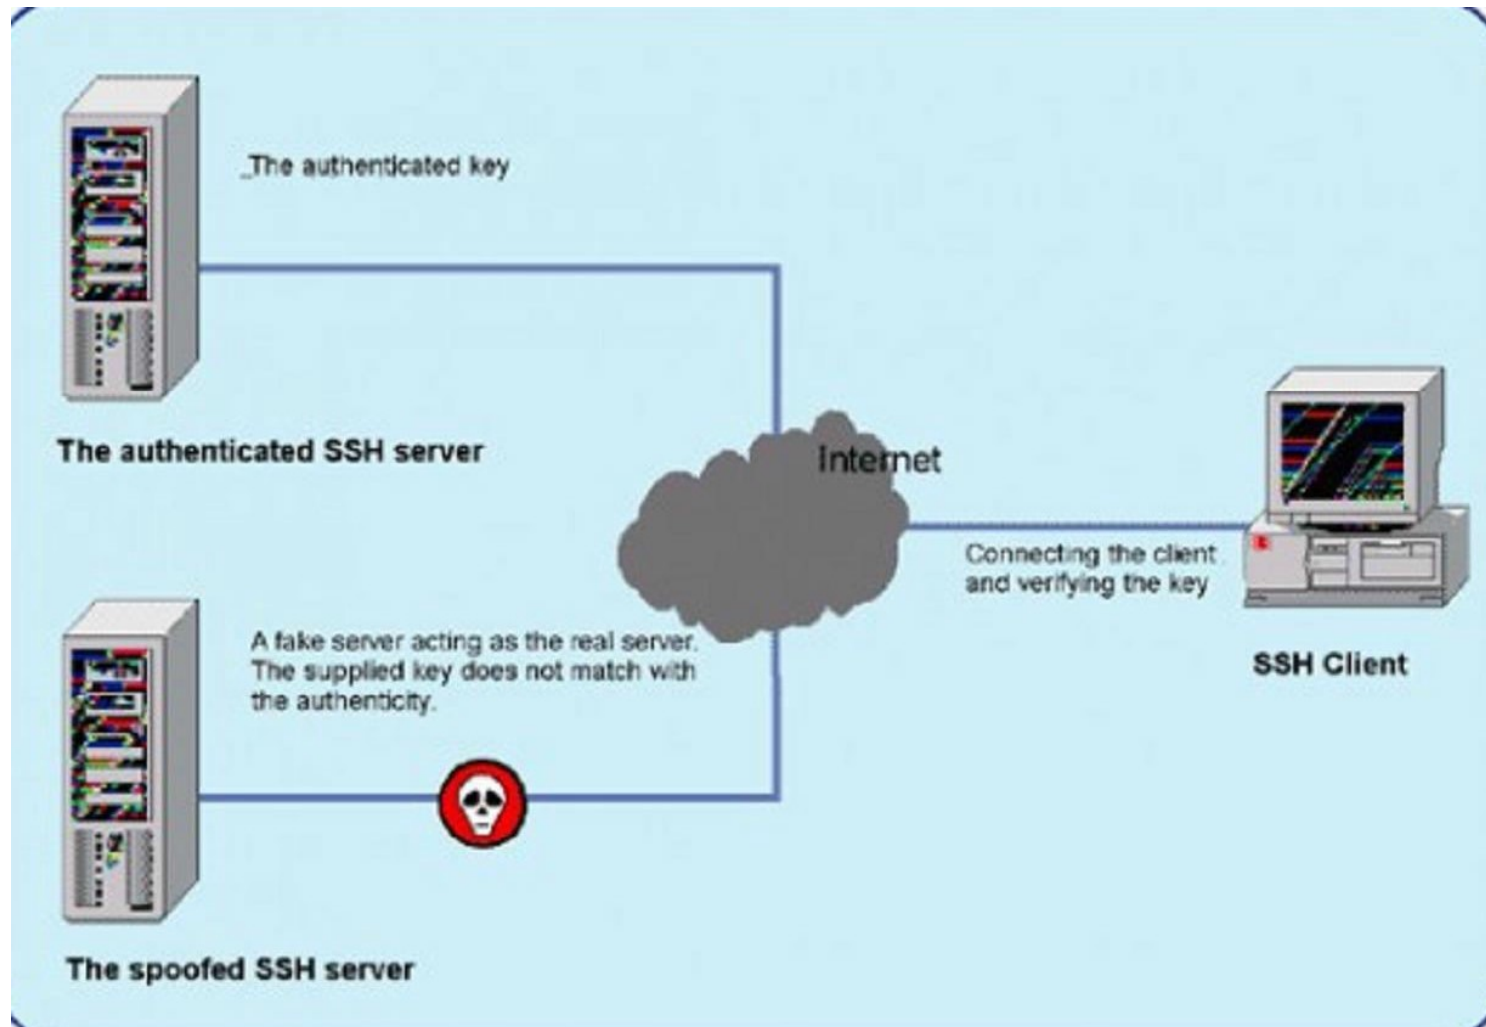 _The authenticated key
The authenticated SSH server
Internet
Connecting the client
and verifying the key
SSH Client
A fake server acting as the real server.
The supplied key does not match with
the authenticity.
The spoofed SSH server